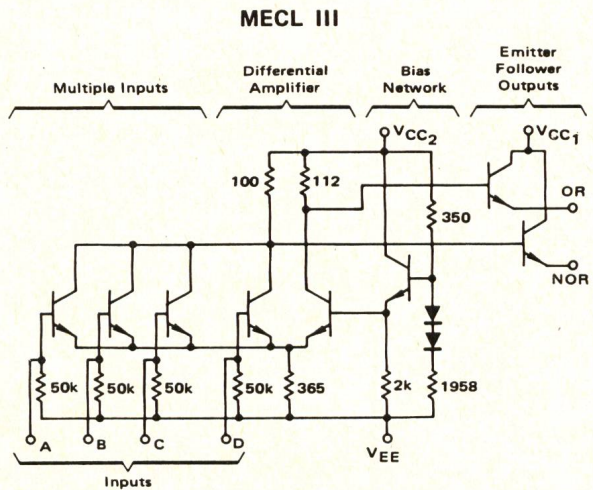 MECL III
Multiple Inputs
Differential
Amplifier
Bias
Network
Emitter
Follower
Outputs
VCC2
VCC1
100
112
350
OR
NOR
50k
50k
50k
50k
365
2k
1958
A
B
C
D
VEE
Inputs